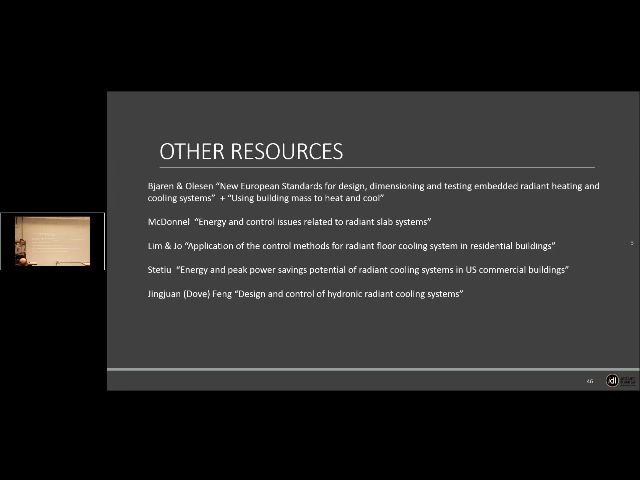 OTHER RESOURCES
Bjaren & Olesen “New European Standards for design, dimensioning and testing embedded radiant heating and
cooling systems” + “Using building mass to heat and cool”
McDonnel “Energy and control issues related to radiant slab systems”
Lim & Jo “Application of the control methods for radiant floor cooling system in residential buildings”
Stetiu “Energy and peak power savings potential of radiant cooling systems in US commercial buildings”
Jingjuan (Dove) Feng “Design and control of hydronic radiant cooling systems”
46
idl